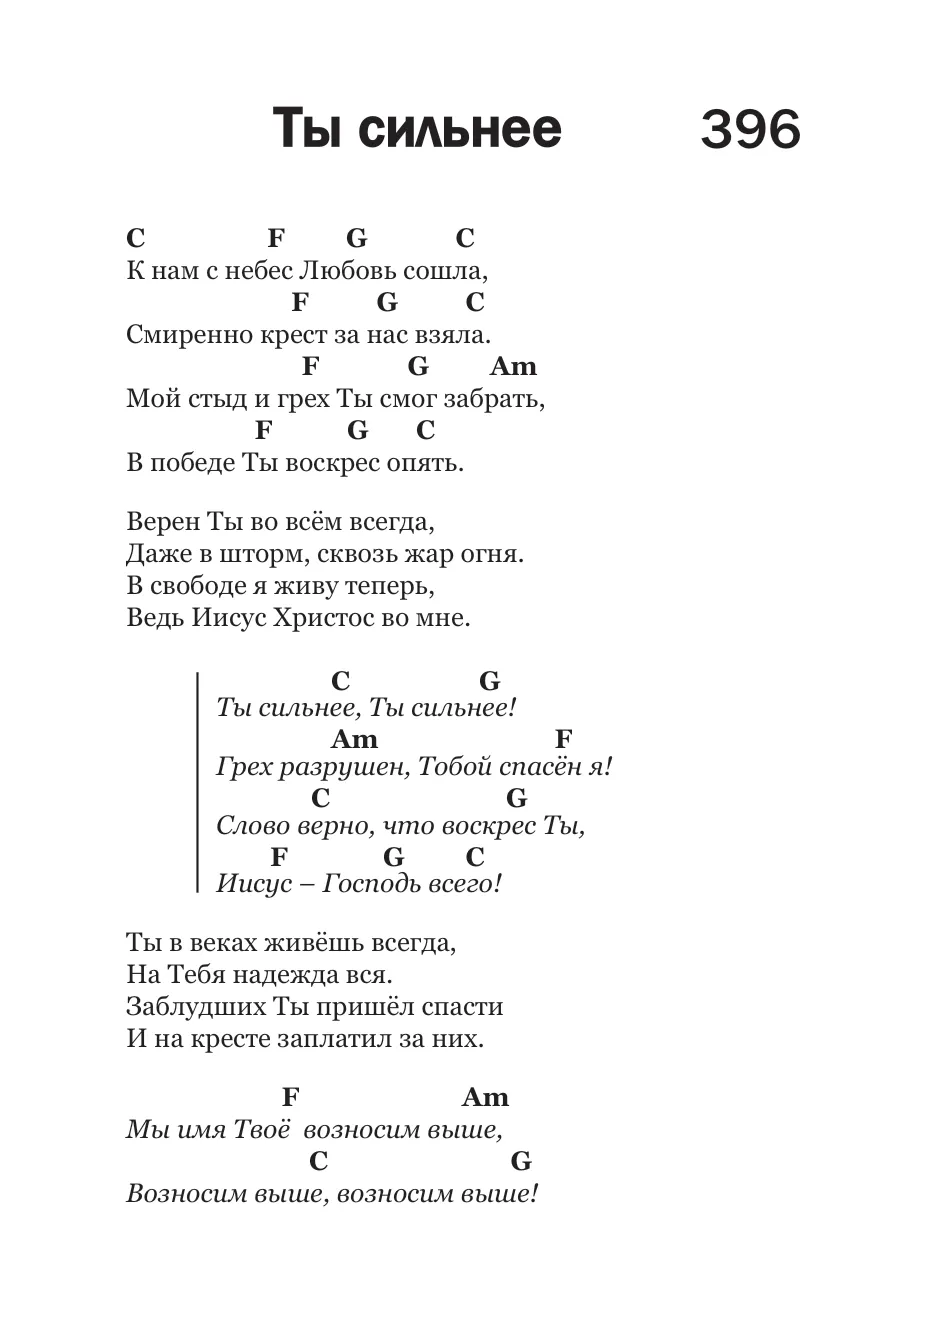 Ты сильнее 396
C F G C
К нам с небес Любовь сошла,
F G C
Смиренно крест за нас взяла.
F G Am
Мой стыд и грех Ты смог забрать,
F G C
В победе Ты воскрес опять.
Верен Ты во всём всегда,
Даже в шторм, сквозь жар огня.
В свободе я живу теперь,
Ведь Иисус Христос во мне.
C G
Ты сильнее, Ты сильнее!
Am F
Грех разрушен, Тобой спасён я!
C G
Слово верно, что воскрес Ты,
F G C
Иисус – Господь всего!
Ты в веках живёшь всегда,
На Тебя надежда вся.
Заблудших Ты пришёл спасти
И на кресте заплатил за них.
F Am
Мы имя Твоё возносим выше,
C G
Возносим выше, возносим выше!